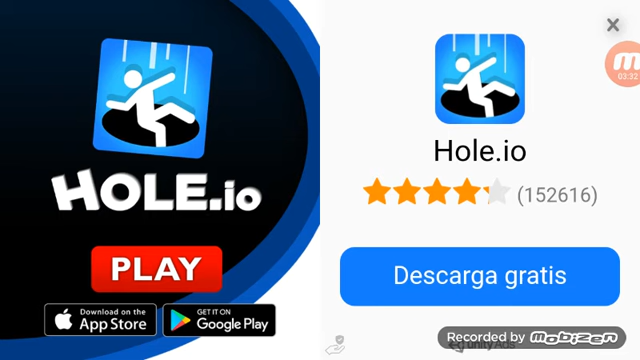 HOLE.io
PLAY
Download on the
App Store
GET IT ON
Google Play
M
03:32
Hole.io
(152616)
Descarga gratis
Recorded by mobizen
unityAds